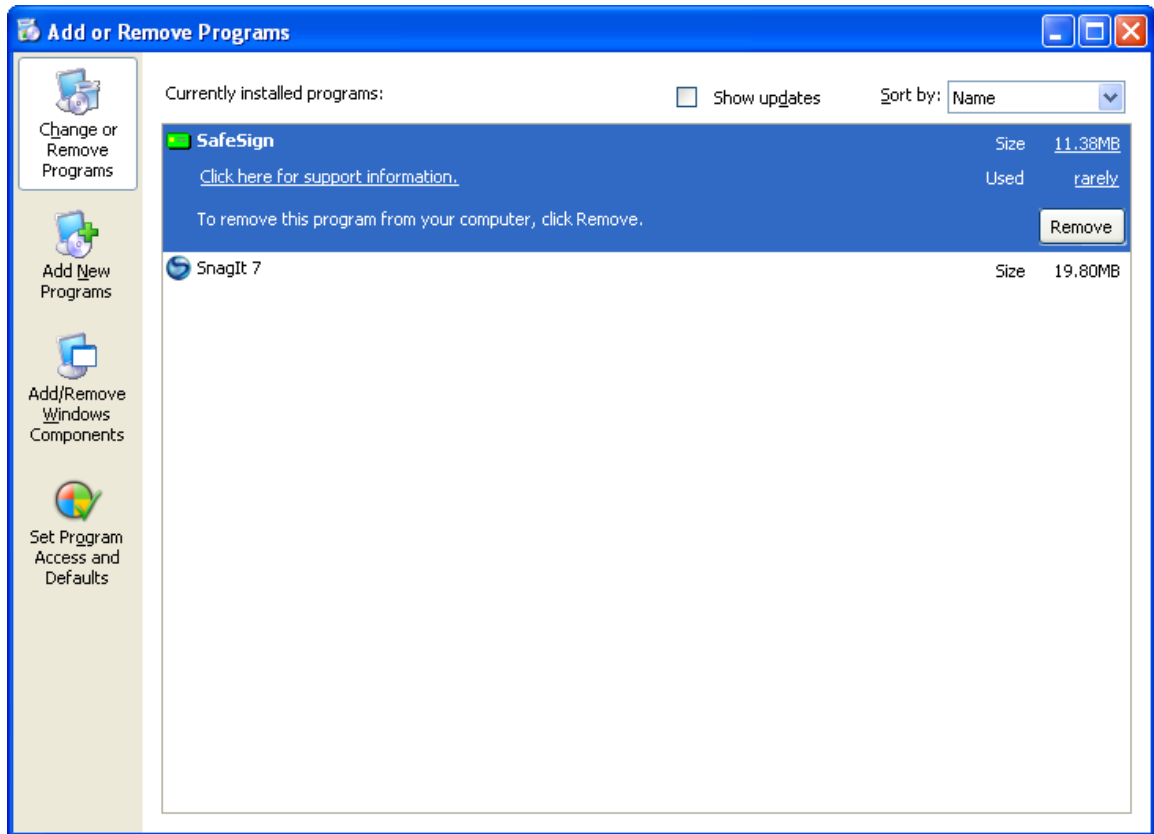 Add or Remove Programs
Change or
Remove
Programs
Add New
Programs
Add/Remove
Windows
Components
Set Program
Access and
Defaults
Currently installed programs:
Show updates
Sort by: Name
SafeSign
Size 11.38MB
Click here for support information.
Used rarely
To remove this program from your computer, click Remove.
Remove
SnagIt 7
Size 19.80MB